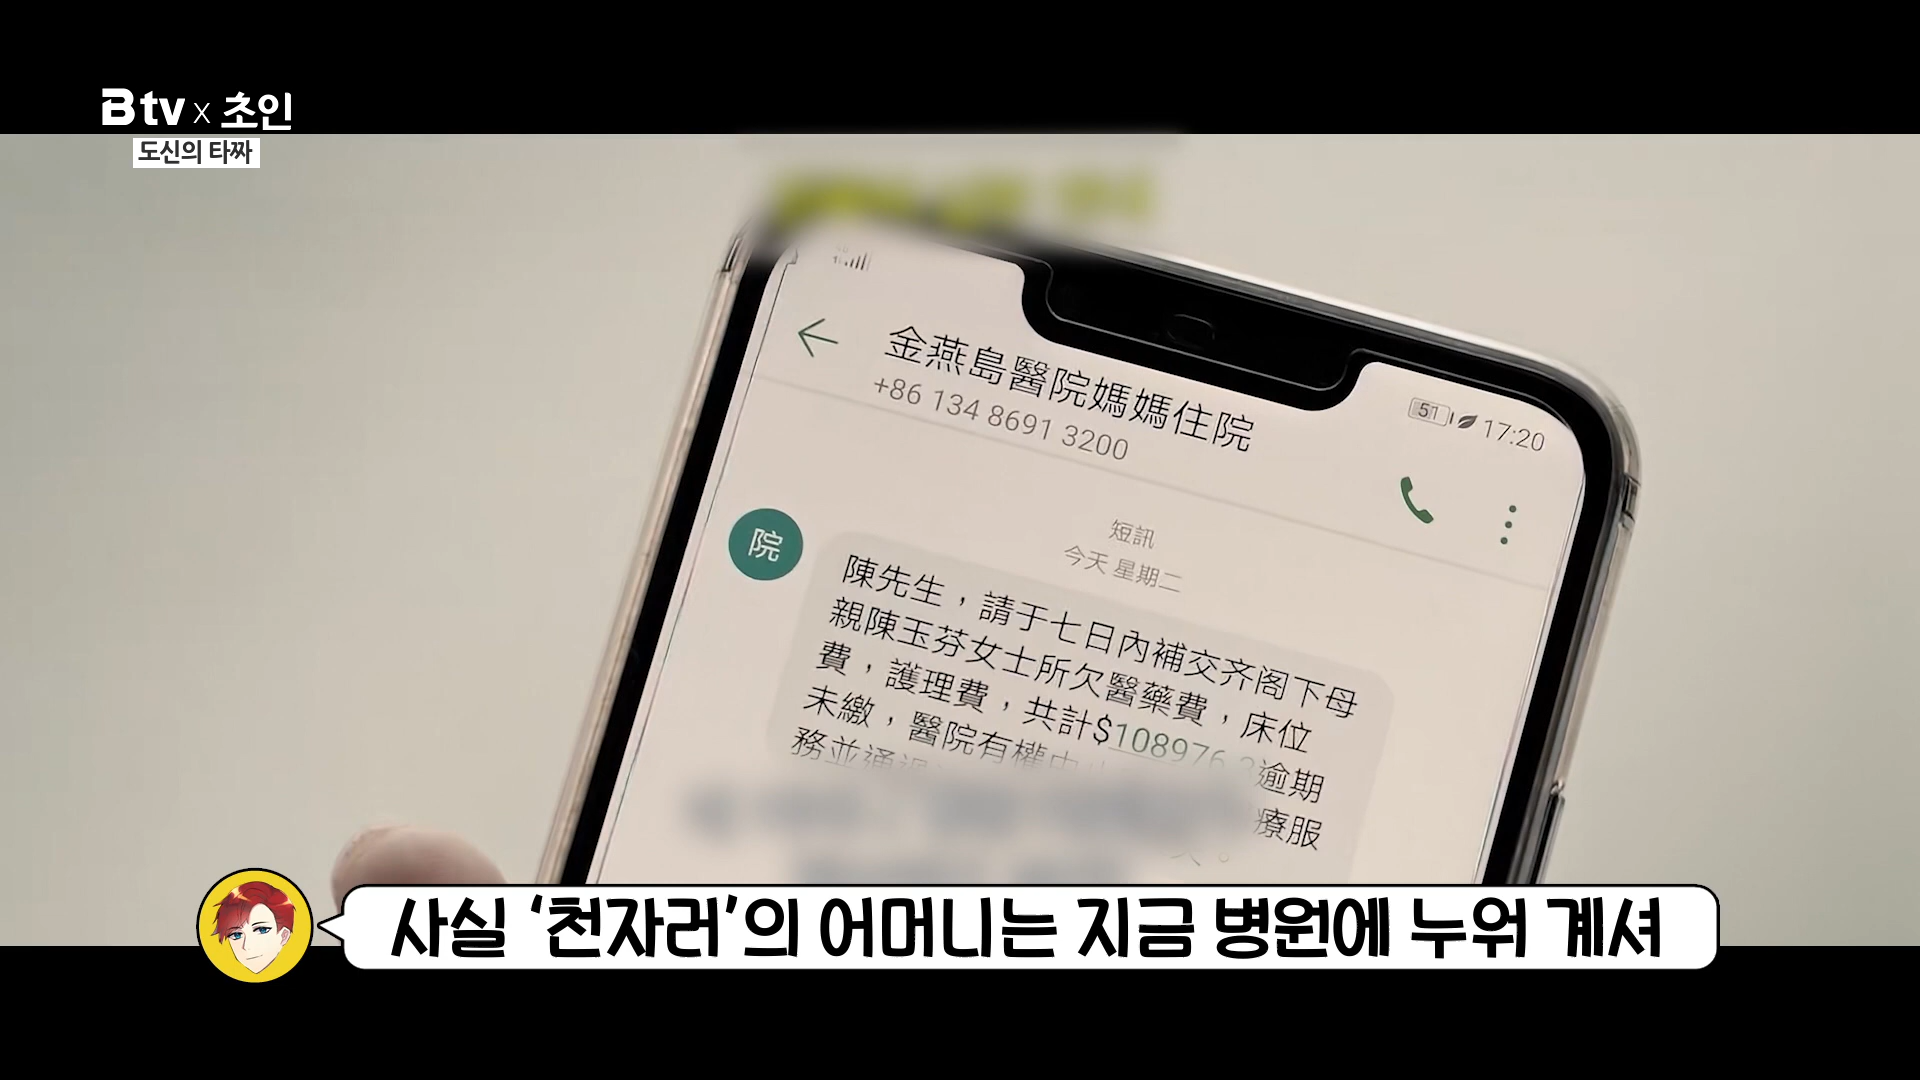 B tv x 초인
도신의 타짜
51 17:20
金燕島醫院媽媽住院
+86 134 8691 3200
短訊
今天 星期二
院
陳先生，請于七日內補交齐阁下母
親陳玉芬女士所欠醫藥費，床位
費，護理費，共計$108976.2逾期
未繳，醫院有權
務並通 療服
사실 ‘천자러’의 어머니는 지금 병원에 누워 계셔